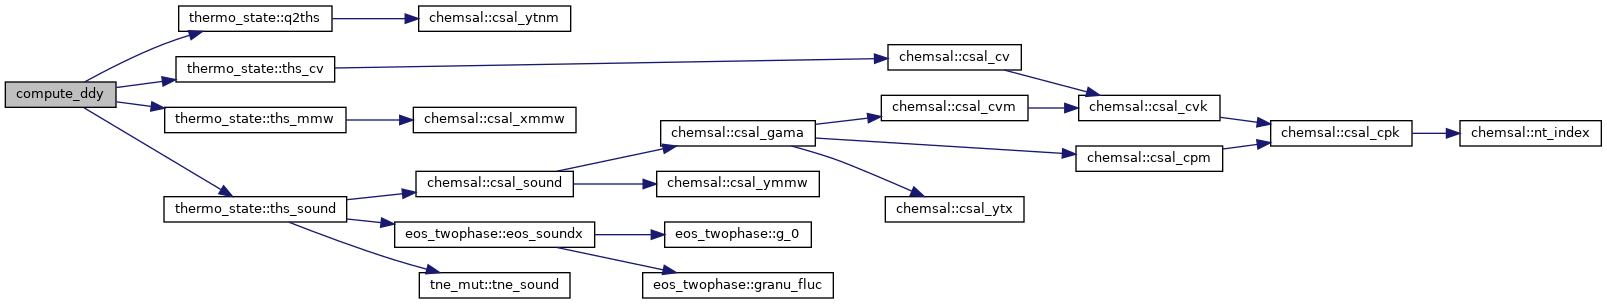 compute_ddy
thermo_state::q2ths
chemsal::csal_ytnm
thermo_state::ths_cv
chemsal::csal_cv
thermo_state::ths_mmw
chemsal::csal_xmmw
chemsal::csal_gama
chemsal::csal_cvm
chemsal::csal_cvk
chemsal::csal_cpk
chemsal::nt_index
chemsal::csal_cpm
thermo_state::ths_sound
chemsal::csal_sound
chemsal::csal_ymmw
chemsal::csal_ytx
eos_twophase::eos_soundx
eos_twophase::g_0
tne_mut::tne_sound
eos_twophase::granu_fluc